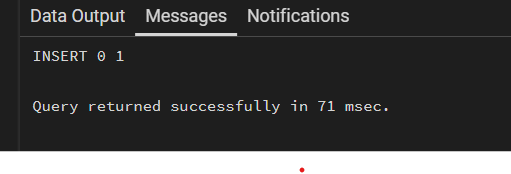 Data Output Messages Notifications
INSERT 0 1
Query returned successfully in 71 msec.